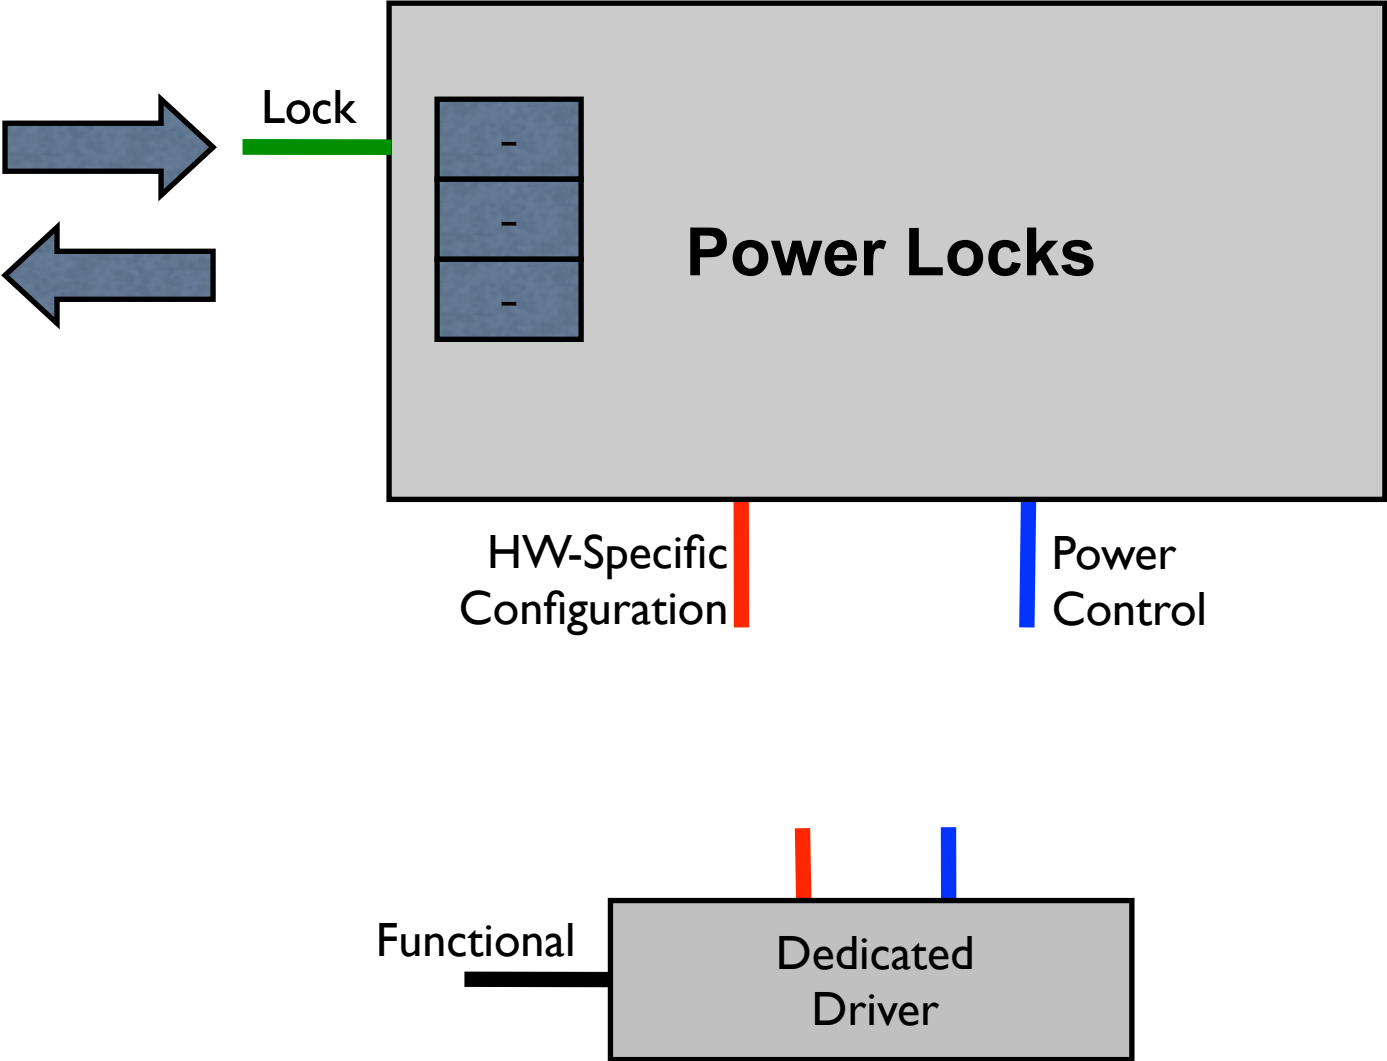 Lock
-
-
-
Power Locks
HW-Specific
Configuration
Power
Control
Functional
Dedicated
Driver